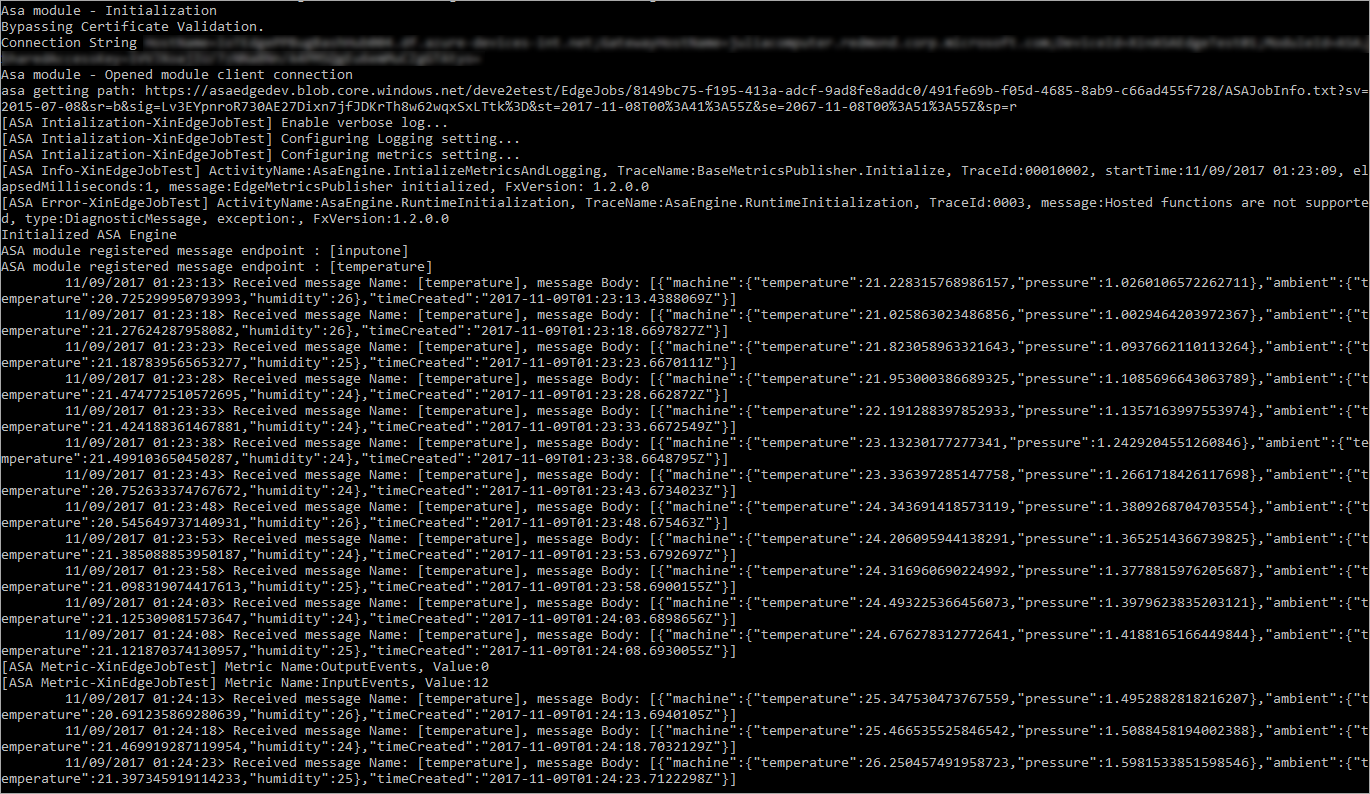 Asa module - Initialization
Bypassing Certificate Validation.
Connection String
Asa module - Opened module client connection
asa getting path: https://asaedgedev.blob.core.windows.net/deve2etest/EdgeJobs/8149bc75-f195-413a-adcf-9ad8fe8addc0/491fe69b-f05d-4685-8ab9-c66ad455f728/ASAJobInfo.txt?sv=
2015-07-08&sr=b&sig=Lv3EYpnroR730AE27Dixn7jfJDKrTh8w62wqxSxLTtk%3D&st=2017-11-08T00%3A41%3A55Z&se=2067-11-08T00%3A51%3A55Z&sp=r
[ASA Intialization-XinEdgeJobTest] Enable verbose log...
[ASA Intialization-XinEdgeJobTest] Configuring Logging setting...
[ASA Intialization-XinEdgeJobTest] Configuring metrics setting...
[ASA Info-XinEdgeJobTest] ActivityName:AsaEngine.IntializeMetricsAndLogging, TraceName:BaseMetricsPublisher.Initialize, TraceId:00010002, startTime:11/09/2017 01:23:09, el
apsedMilliseconds:1, message:EdgeMetricsPublisher initialized, FxVersion: 1.2.0.0
[ASA Error-XinEdgeJobTest] ActivityName:AsaEngine.RuntimeInitialization, TraceName:AsaEngine.RuntimeInitialization, TraceId:0003, message:Hosted functions are not supporte
d, type:DiagnosticMessage, exception:, FxVersion:1.2.0.0
Initialized ASA Engine
ASA module registered message endpoint : [inputone]
ASA module registered message endpoint : [temperature]
11/09/2017 01:23:13> Received message Name: [temperature], message Body: [{"machine":{"temperature":21.228315768986157,"pressure":1.0260106572262711},"ambient":{"t
emperature":20.725299950793993,"humidity":26},"timeCreated":"2017-11-09T01:23:13.4388069Z"}]
11/09/2017 01:23:18> Received message Name: [temperature], message Body: [{"machine":{"temperature":21.025863023486856,"pressure":1.0029464203972367},"ambient":{"t
emperature":21.27624287958082,"humidity":26},"timeCreated":"2017-11-09T01:23:18.6697827Z"}]
11/09/2017 01:23:23> Received message Name: [temperature], message Body: [{"machine":{"temperature":21.823058963321643,"pressure":1.0937662110113264},"ambient":{"t
emperature":21.187839565653277,"humidity":25},"timeCreated":"2017-11-09T01:23:23.6670111Z"}]
11/09/2017 01:23:28> Received message Name: [temperature], message Body: [{"machine":{"temperature":21.953000386689325,"pressure":1.1085696643063789},"ambient":{"t
emperature":21.474772510572695,"humidity":24},"timeCreated":"2017-11-09T01:23:28.662872Z"}]
11/09/2017 01:23:33> Received message Name: [temperature], message Body: [{"machine":{"temperature":22.191288397852933,"pressure":1.1357163997553974},"ambient":{"t
emperature":21.424188361467881,"humidity":24},"timeCreated":"2017-11-09T01:23:33.6672549Z"}]
11/09/2017 01:23:38> Received message Name: [temperature], message Body: [{"machine":{"temperature":23.13230177277341,"pressure":1.2429204551260846},"ambient":{"te
mperature":21.499103650450287,"humidity":24},"timeCreated":"2017-11-09T01:23:38.6648795Z"}]
11/09/2017 01:23:43> Received message Name: [temperature], message Body: [{"machine":{"temperature":23.336397285147758,"pressure":1.2661718426117698},"ambient":{"t
emperature":20.752633374767672,"humidity":24},"timeCreated":"2017-11-09T01:23:43.6734023Z"}]
11/09/2017 01:23:48> Received message Name: [temperature], message Body: [{"machine":{"temperature":24.343691418573119,"pressure":1.3809268704703554},"ambient":{"t
emperature":20.545649737140931,"humidity":26},"timeCreated":"2017-11-09T01:23:48.675463Z"}]
11/09/2017 01:23:53> Received message Name: [temperature], message Body: [{"machine":{"temperature":24.206095944138291,"pressure":1.3652514366739825},"ambient":{"t
emperature":21.385088853950187,"humidity":24},"timeCreated":"2017-11-09T01:23:53.6792697Z"}]
11/09/2017 01:23:58> Received message Name: [temperature], message Body: [{"machine":{"temperature":24.316960690224992,"pressure":1.3778815976205687},"ambient":{"t
emperature":21.098319074417613,"humidity":25},"timeCreated":"2017-11-09T01:23:58.6900155Z"}]
11/09/2017 01:24:03> Received message Name: [temperature], message Body: [{"machine":{"temperature":24.493225366456073,"pressure":1.3979623835203121},"ambient":{"t
emperature":21.125309081573647,"humidity":24},"timeCreated":"2017-11-09T01:24:03.6898656Z"}]
11/09/2017 01:24:08> Received message Name: [temperature], message Body: [{"machine":{"temperature":24.676278312772641,"pressure":1.4188165166449844},"ambient":{"t
emperature":21.121870374130957,"humidity":25},"timeCreated":"2017-11-09T01:24:08.6930055Z"}]
[ASA Metric-XinEdgeJobTest] Metric Name:OutputEvents, Value:0
[ASA Metric-XinEdgeJobTest] Metric Name:InputEvents, Value:12
11/09/2017 01:24:13> Received message Name: [temperature], message Body: [{"machine":{"temperature":25.347530473767559,"pressure":1.4952882818216207},"ambient":{"t
emperature":20.691235869280639,"humidity":26},"timeCreated":"2017-11-09T01:24:13.6940105Z"}]
11/09/2017 01:24:18> Received message Name: [temperature], message Body: [{"machine":{"temperature":25.466535525846542,"pressure":1.5088458194002388},"ambient":{"t
emperature":21.469919287119954,"humidity":24},"timeCreated":"2017-11-09T01:24:18.7032129Z"}]
11/09/2017 01:24:23> Received message Name: [temperature], message Body: [{"machine":{"temperature":26.250457491958723,"pressure":1.5981533851598546},"ambient":{"t
emperature":21.397345919114233,"humidity":25},"timeCreated":"2017-11-09T01:24:23.7122298Z"}]